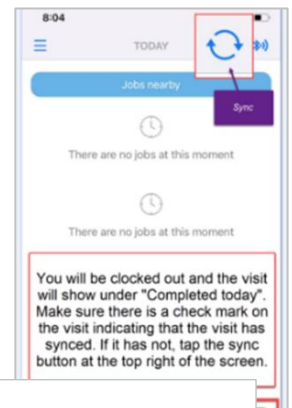 8:04
TODAY
Jobs nearby
Sync
There are no jobs at this moment
There are no jobs at this moment
You will be clocked out and the visit
will show under "Completed today".
Make sure there is a check mark on
the visit indicating that the visit has
synced. If it has not, tap the sync
button at the top right of the screen.